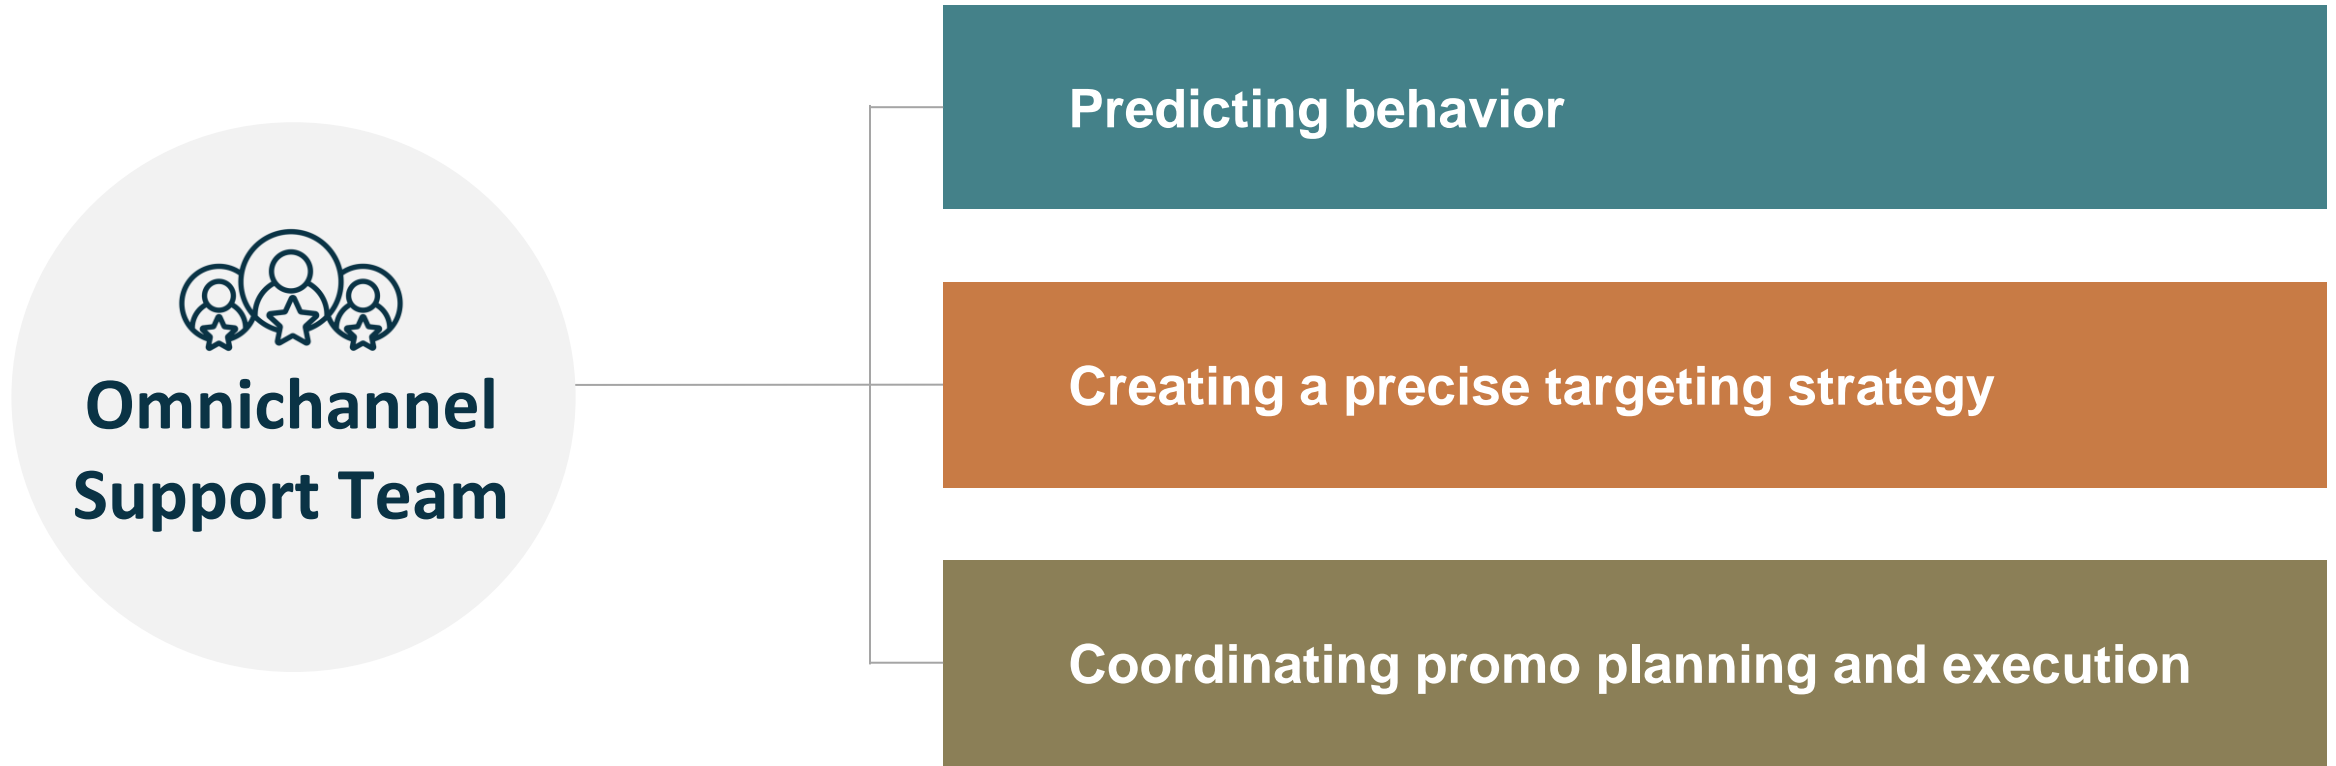 Omnichannel
Support Team
Predicting behavior
Creating a precise targeting strategy
Coordinating promo planning and execution